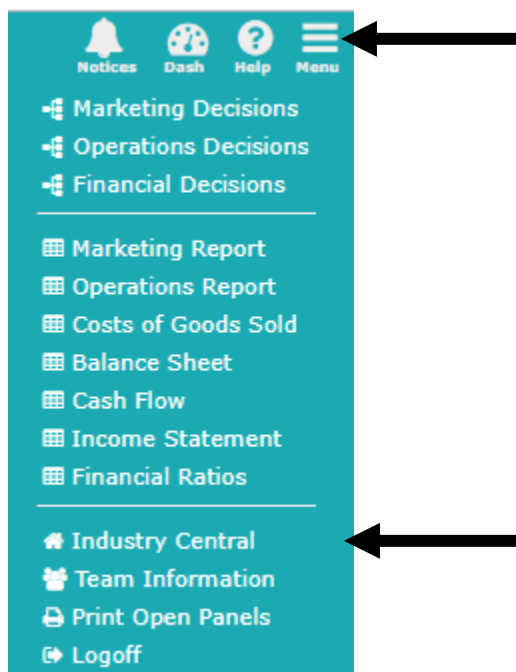 Notices Dash Help Menu
Marketing Decisions
Operations Decisions
Financial Decisions
Marketing Report
Operations Report
Costs of Goods Sold
Balance Sheet
Cash Flow
Income Statement
Financial Ratios
Industry Central
Team Information
Print Open Panels
Logoff